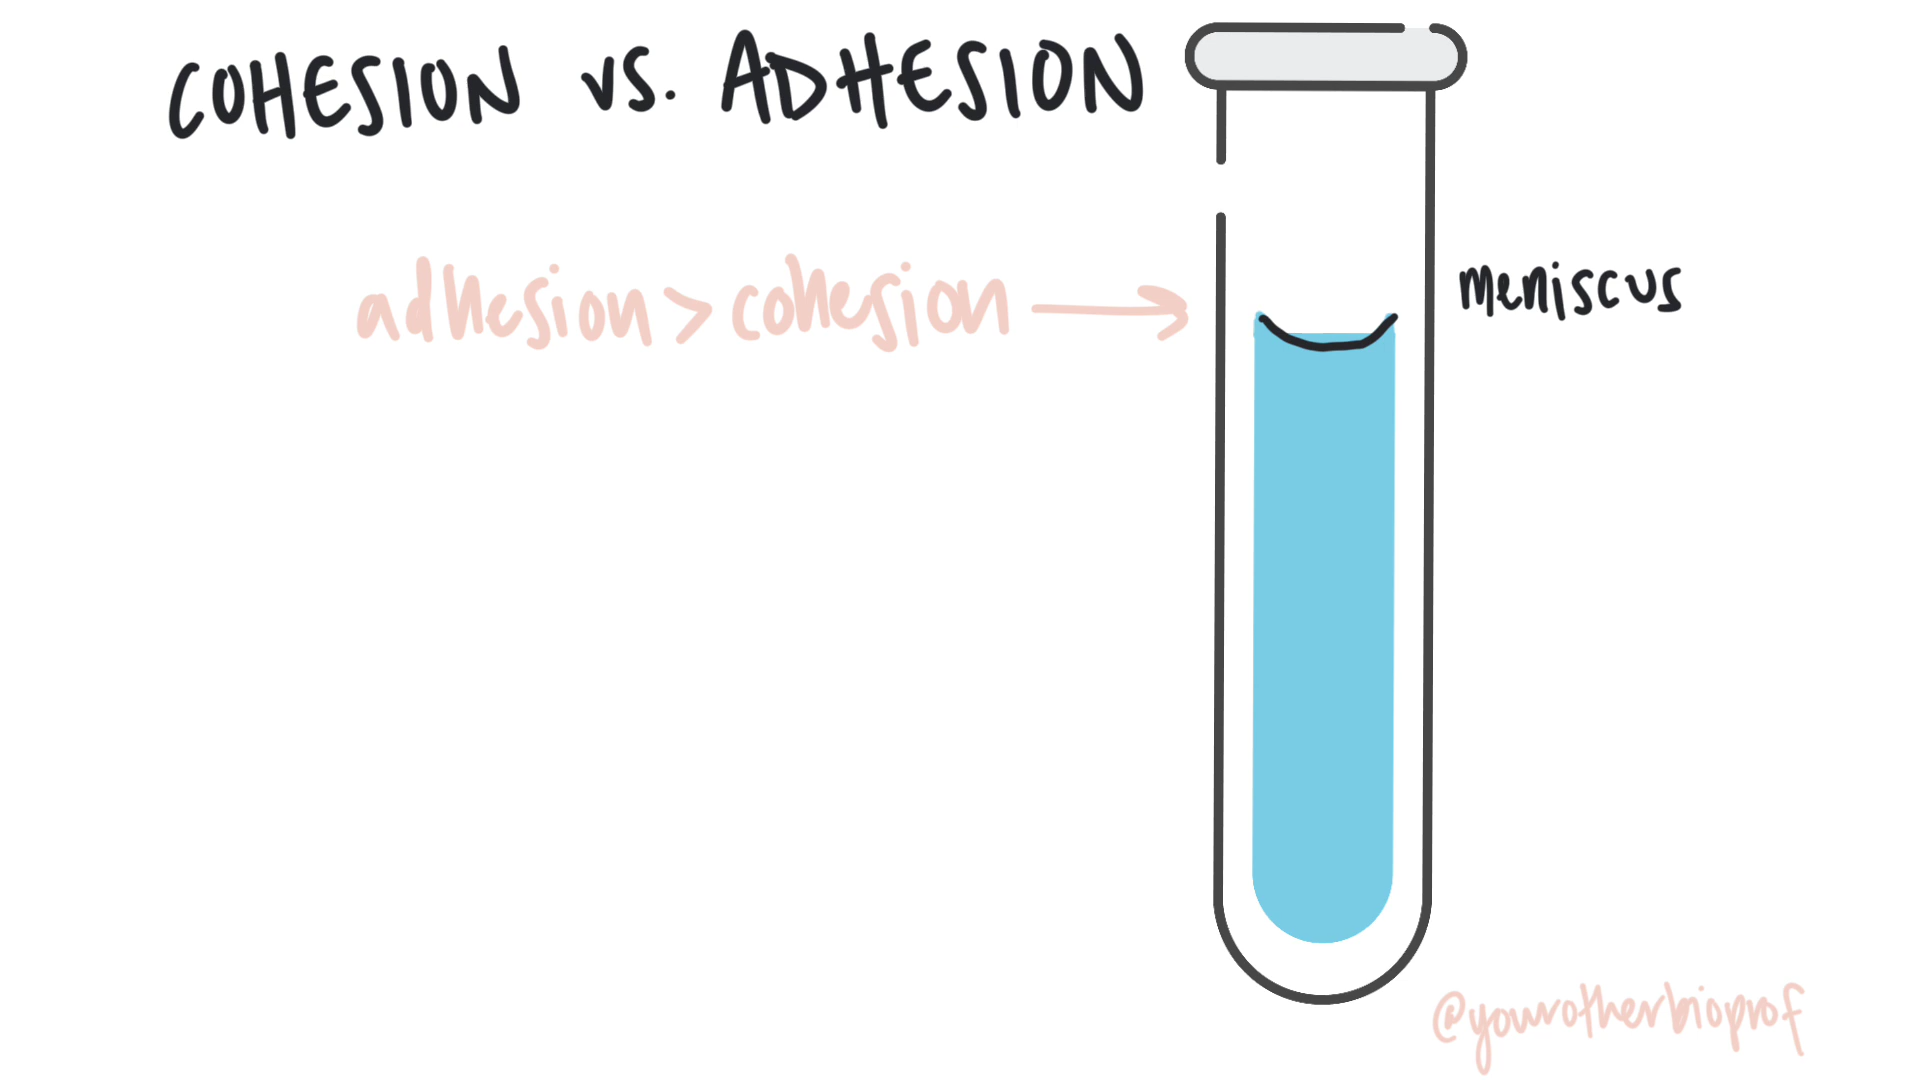 COHESION vs. ADHESION
adhesion > cohesion →
meniscus
@yourotherbioprof